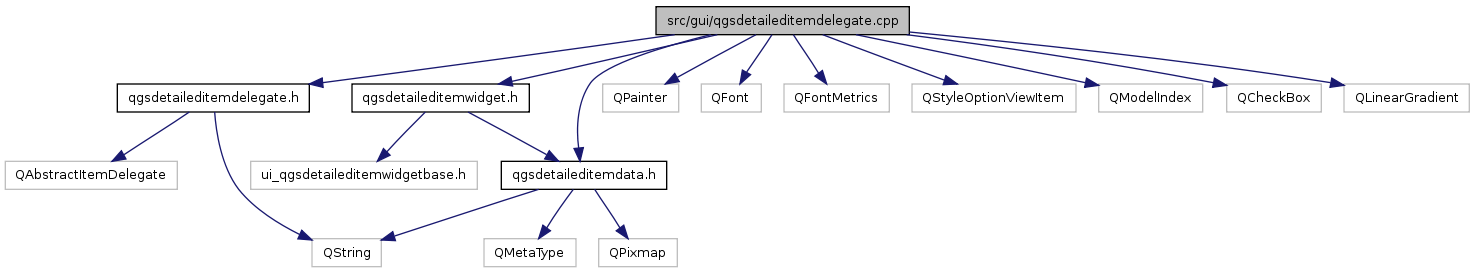 src/gui/qgsdetaileditemdelegate.cpp
qgsdetaileditemdelegate.h
qgsdetaileditemwidget.h
QPainter
QFont
QFontMetrics
QStyleOptionViewItem
QModelIndex
QCheckBox
QLinearGradient
QAbstractItemDelegate
ui_qgsdetaileditemwidgetbase.h
qgsdetaileditemdata.h
QString
QMetaType
QPixmap